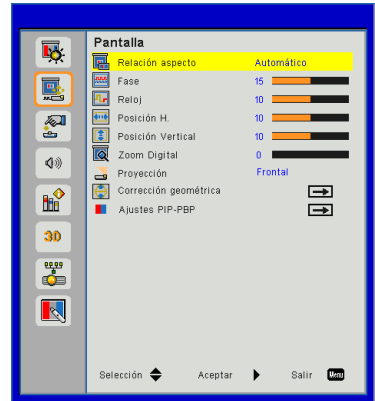 Pantalla
Relación aspecto Automático
Fase 15
Reloj 10
Posición H. 10
Posición Vertical 10
Zoom Digital 0
Proyección Frontal
Corrección geométrica
Ajustes PIP-PBP
3D
Selección Aceptar Salir Menu